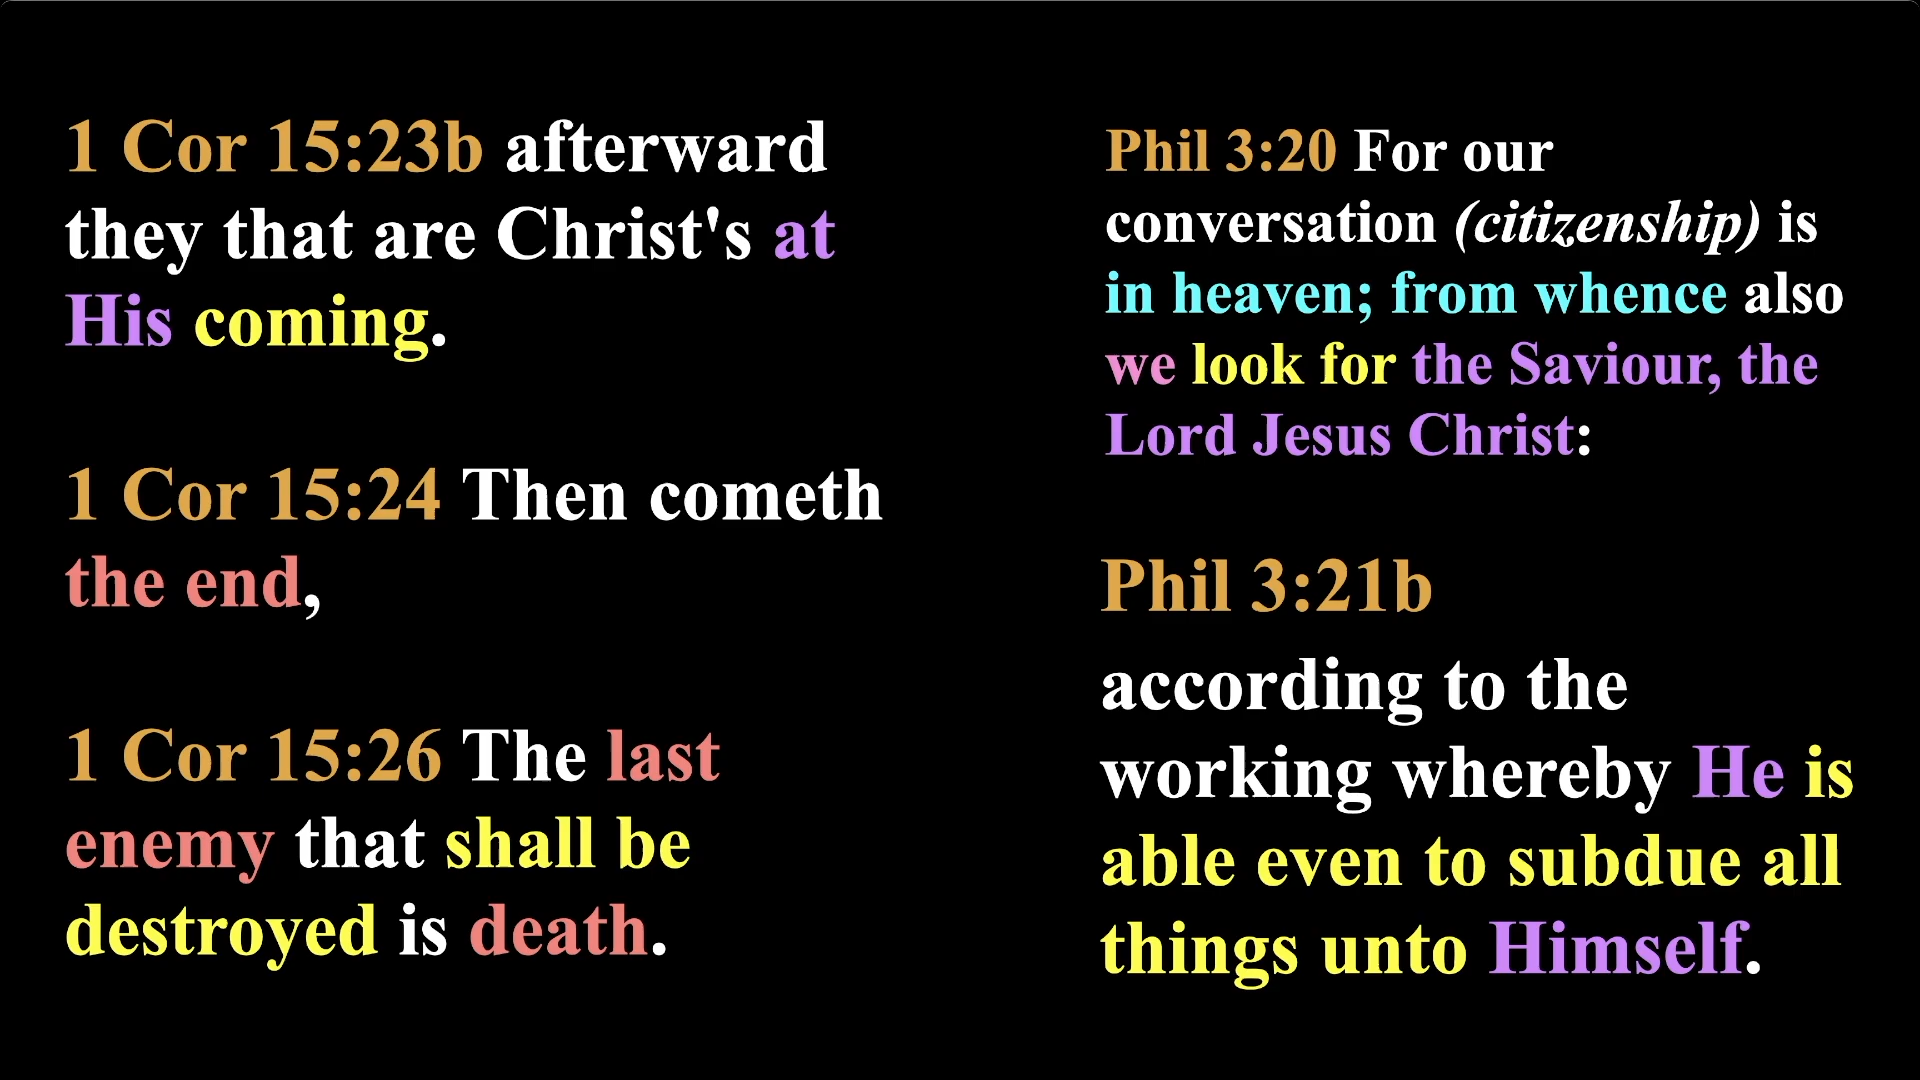 1 Cor 15:23b afterward
they that are Christ's at
His coming.
1 Cor 15:24 Then cometh
the end,
1 Cor 15:26 The last
enemy that shall be
destroyed is death.
Phil 3:20 For our
conversation (citizenship) is
in heaven; from whence also
we look for the Saviour, the
Lord Jesus Christ:
Phil 3:21b
according to the
working whereby He is
able even to subdue all
things unto Himself.